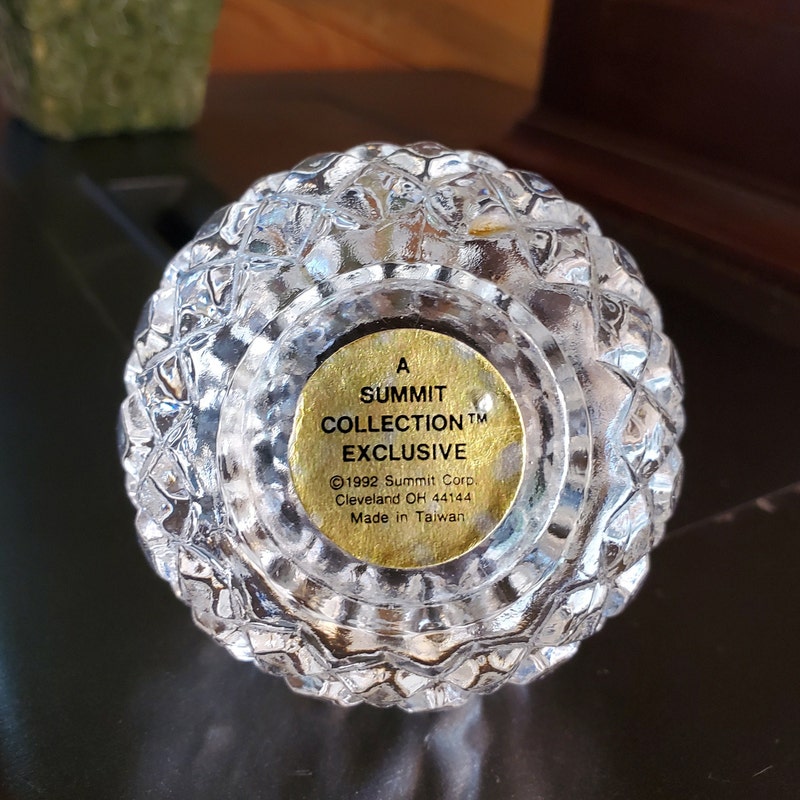 A
SUMMIT
COLLECTION™
EXCLUSIVE
©1992 Summit Corp.
Cleveland OH 44144
Made in Taiwan